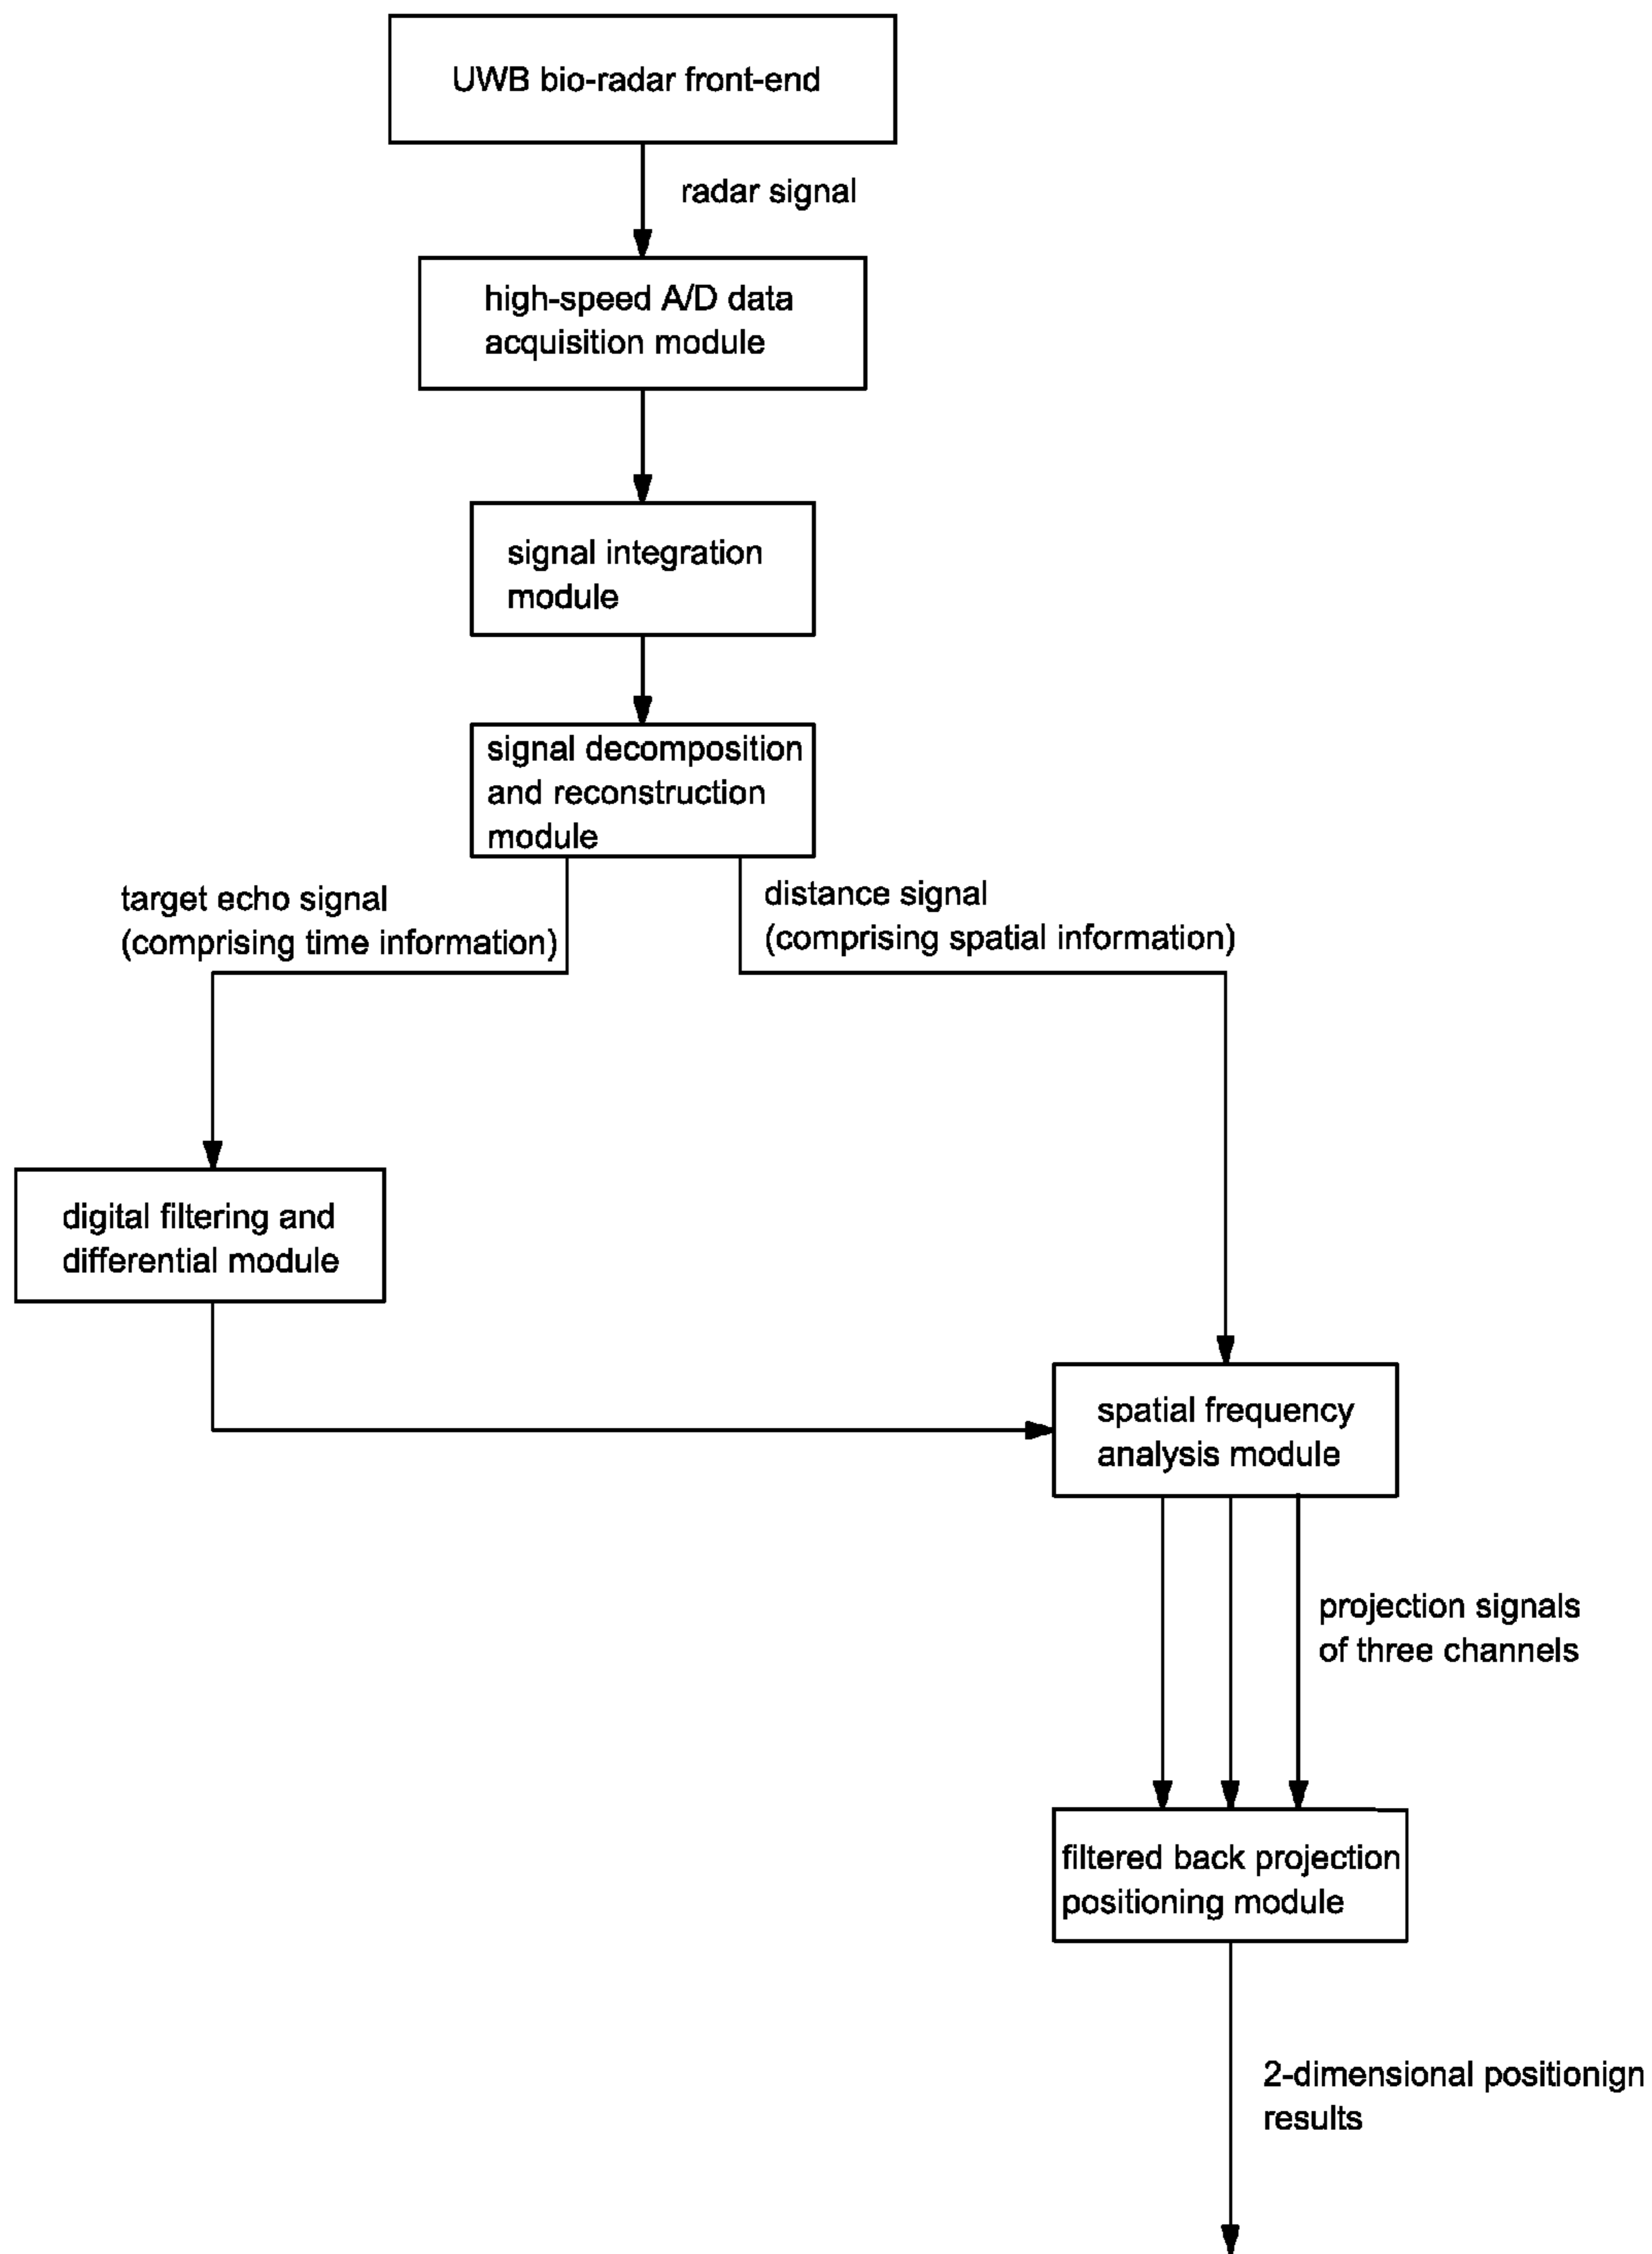 UWB bio-radar front-end
radar signal
high-speed A/D data
acquisition module
signal integration
module
signal decomposition
and reconstruction
module
target echo signal
(comprising time information)
distance signal
(comprising spatial information)
digital filtering and
differential module
spatial frequency
analysis module
projection signals
of three channels
filtered back projection
positioning module
2-dimensional positionign
results